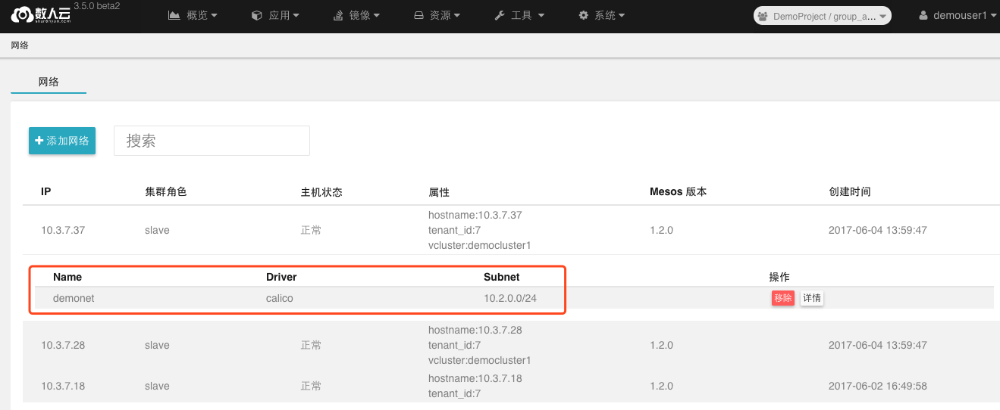 数人云 3.5.0 beta2 概览 应用 镜像 资源 工具 系统 DemoProject / group_a... demouser1
shurenyun.com
网络
网络
添加网络 搜索
IP 集群角色 主机状态 属性 Mesos 版本 创建时间
hostname:10.3.7.37
10.3.7.37 slave 正常 tenant_id:7 1.2.0 2017-06-04 13:59:47
vcluster:democluster1
Name Driver Subnet 操作
demonet calico 10.2.0.0/24 移除 详情
hostname:10.3.7.28
10.3.7.28 slave 正常 tenant_id:7 1.2.0 2017-06-04 13:59:47
vcluster:democluster1
hostname:10.3.7.18
10.3.7.18 slave 正常 1.2.0 2017-06-02 16:49:58
tenant_id:7